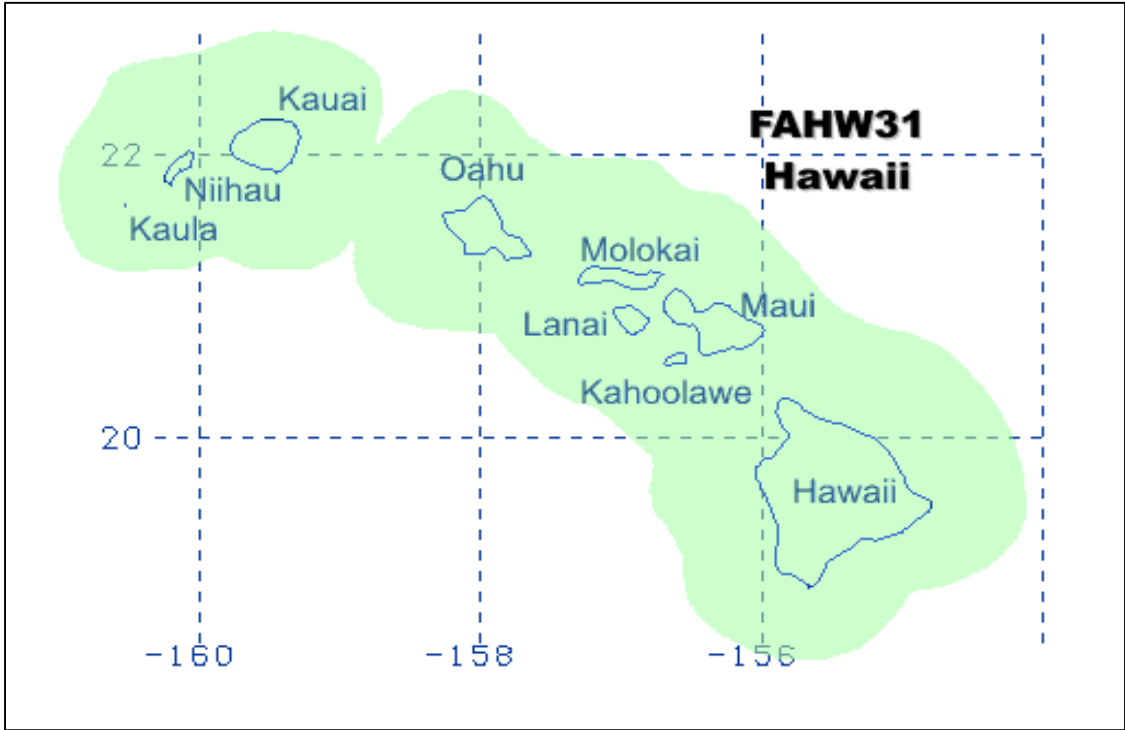 Kauai
FAHW31
22
Oahu
Hawaii
Niihau
Kaula
Molokai
Maui
Lanai
Kahoolawe
20
Hawaii
-160
-158
-156